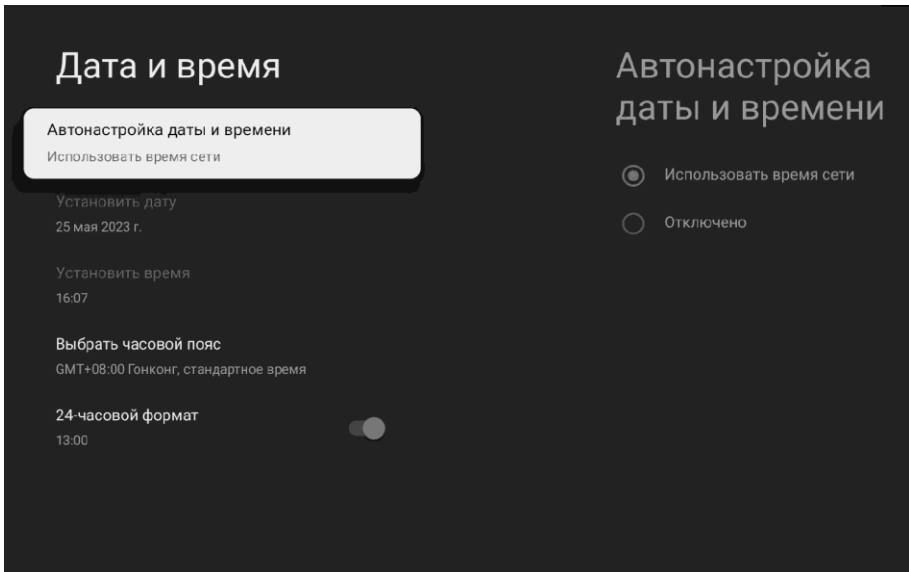 Дата и время
Автонастройка даты и времени
Использовать время сети
Установить дату
25 мая 2023 г.
Установить время
16:07
Выбрать часовой пояс
GMT+08:00 Гонконг, стандартное время
24-часовой формат
13:00
Автонастройка
даты и времени
Использовать время сети
Отключено